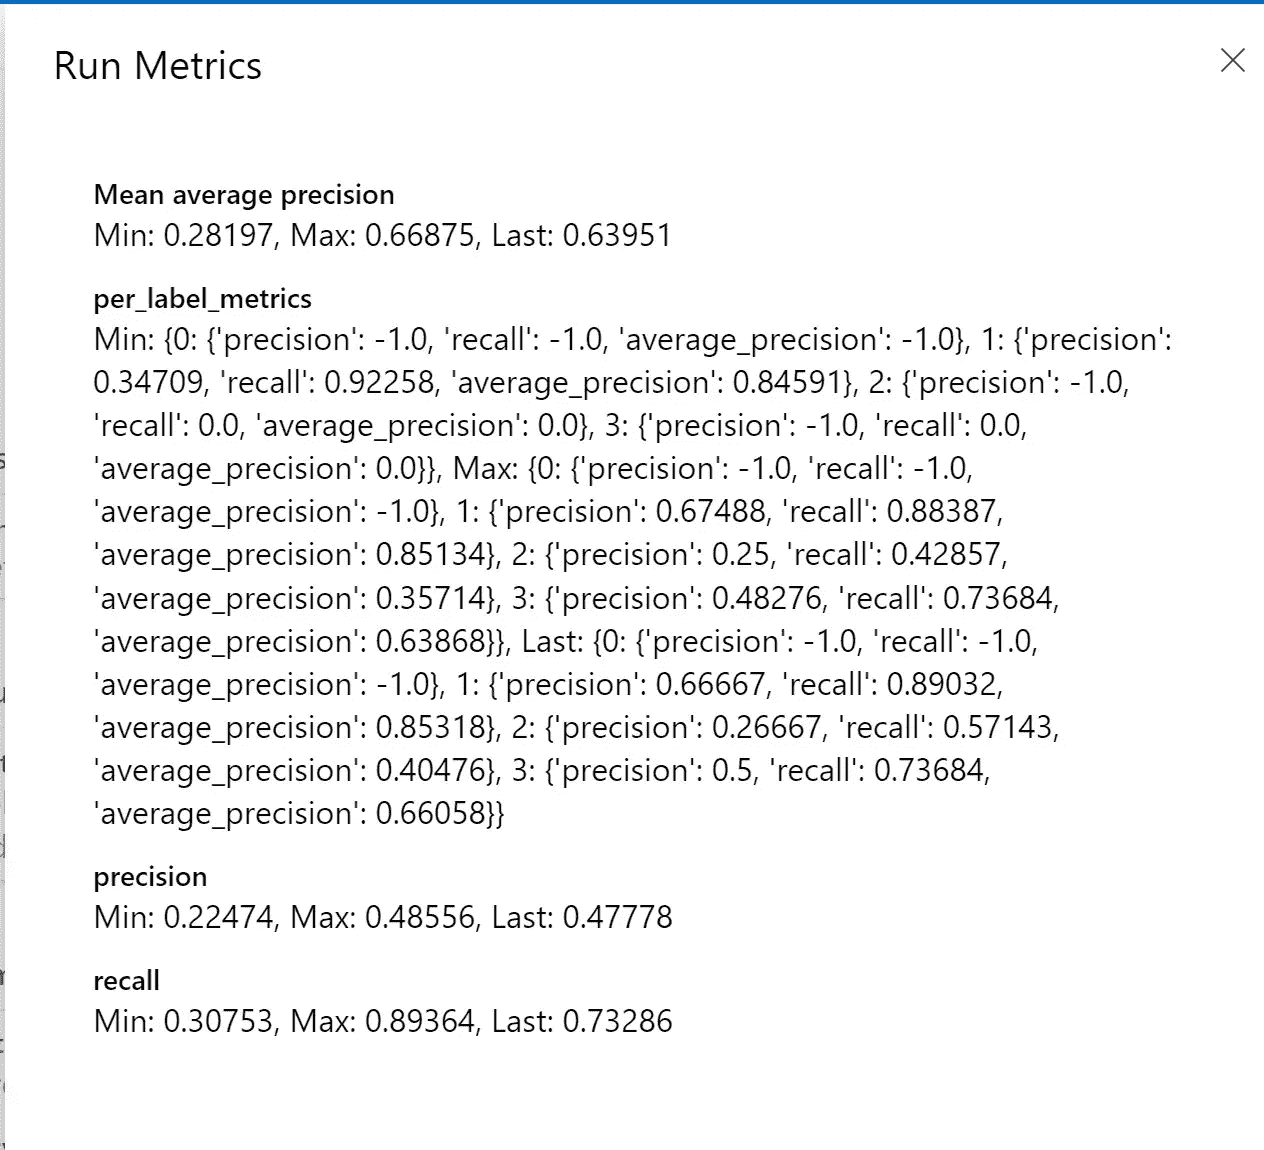 Run Metrics
Mean average precision
Min: 0.28197, Max: 0.66875, Last: 0.63951
per_label_metrics
Min: {0: {'precision': -1.0, 'recall': -1.0, 'average_precision': -1.0}, 1: {'precision':
0.34709, 'recall': 0.92258, 'average_precision': 0.84591}, 2: {'precision': -1.0,
'recall': 0.0, 'average_precision': 0.0}, 3: {'precision': -1.0, 'recall': 0.0,
'average_precision': 0.0}}, Max: {0: {'precision': -1.0, 'recall': -1.0,
'average_precision': -1.0}, 1: {'precision': 0.67488, 'recall': 0.88387,
'average_precision': 0.85134}, 2: {'precision': 0.25, 'recall': 0.42857,
'average_precision': 0.35714}, 3: {'precision': 0.48276, 'recall': 0.73684,
'average_precision': 0.63868}}, Last: {0: {'precision': -1.0, 'recall': -1.0,
'average_precision': -1.0}, 1: {'precision': 0.66667, 'recall': 0.89032,
'average_precision': 0.85318}, 2: {'precision': 0.26667, 'recall': 0.57143,
'average_precision': 0.40476}, 3: {'precision': 0.5, 'recall': 0.73684,
'average_precision': 0.66058}}
precision
Min: 0.22474, Max: 0.48556, Last: 0.47778
recall
Min: 0.30753, Max: 0.89364, Last: 0.73286